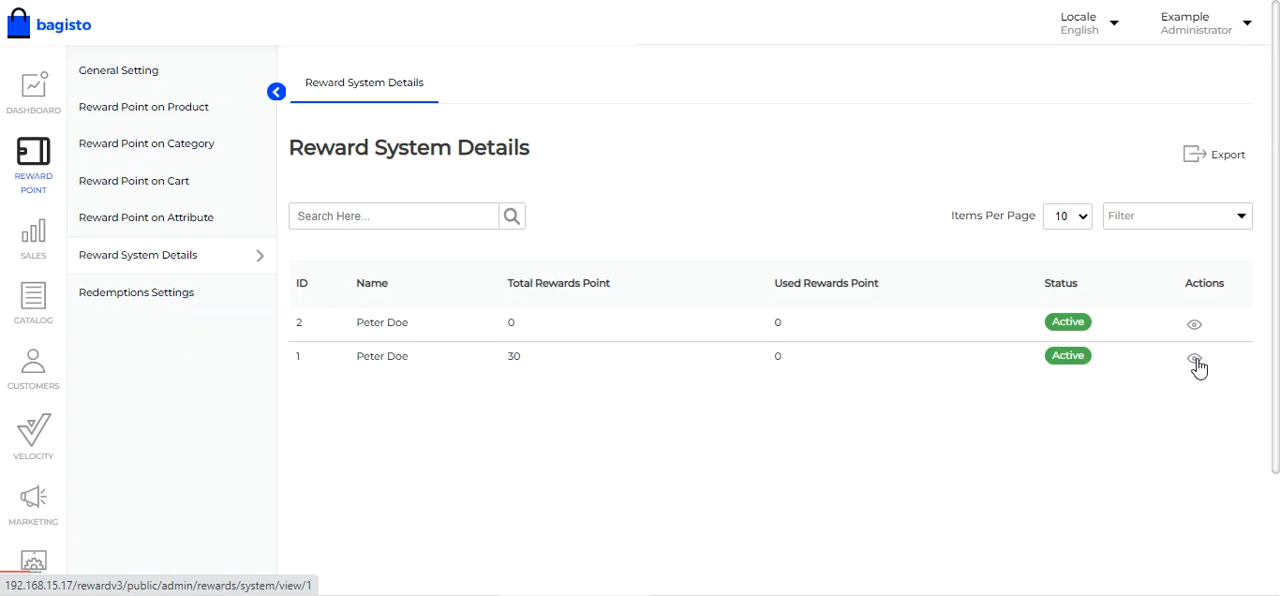 bagisto
Locale
English
Example
Administrator
DASHBOARD
REWARD
POINT
SALES
CATALOG
CUSTOMERS
VELOCITY
MARKETING
General Setting
Reward Point on Product
Reward Point on Category
Reward Point on Cart
Reward Point on Attribute
Reward System Details
Redemptions Settings
Reward System Details
Reward System Details
Export
Search Here...
Items Per Page 10 Filter
ID Name Total Rewards Point Used Rewards Point Status Actions
2 Peter Doe 0 0 Active
1 Peter Doe 30 0 Active
192.168.15.17/rewardv3/public/admin/rewards/system/view/1